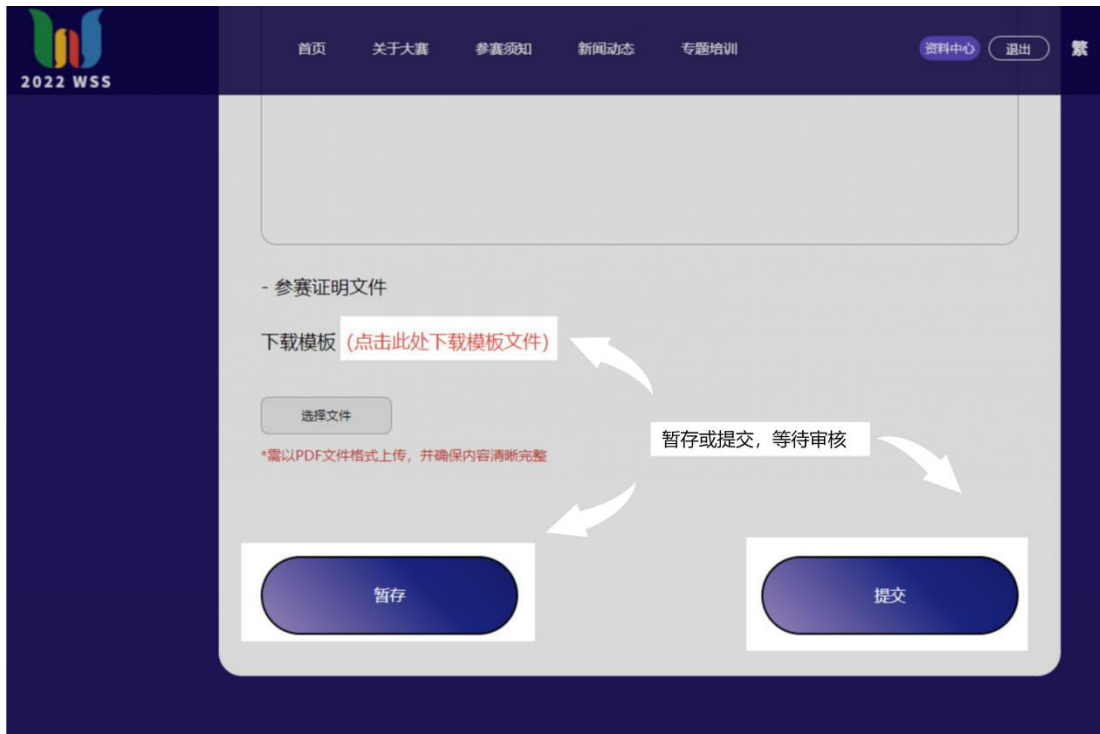 首页 关于大赛 参赛须知 新闻动态 专题培训 资料中心 退出 繁
2022 WSS
- 参赛证明文件
下载模板 (点击此处下载模板文件)
选择文件
暂存或提交，等待审核
*需以PDF文件格式上传，并确保内容清晰完整
暂存 提交